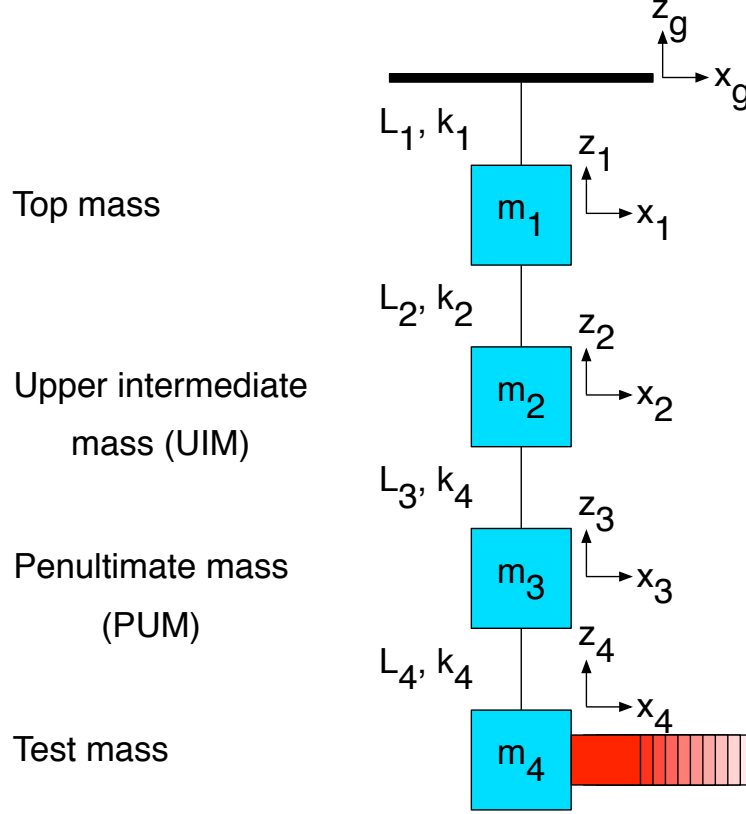 z_g
x_g
L_1, k_1
z_1
Top mass
m_1
x_1
L_2, k_2
z_2
Upper intermediate
mass (UIM)
m_2
x_2
L_3, k_4
z_3
Penultimate mass
(PUM)
m_3
x_3
L_4, k_4
z_4
x_4
Test mass
m_4